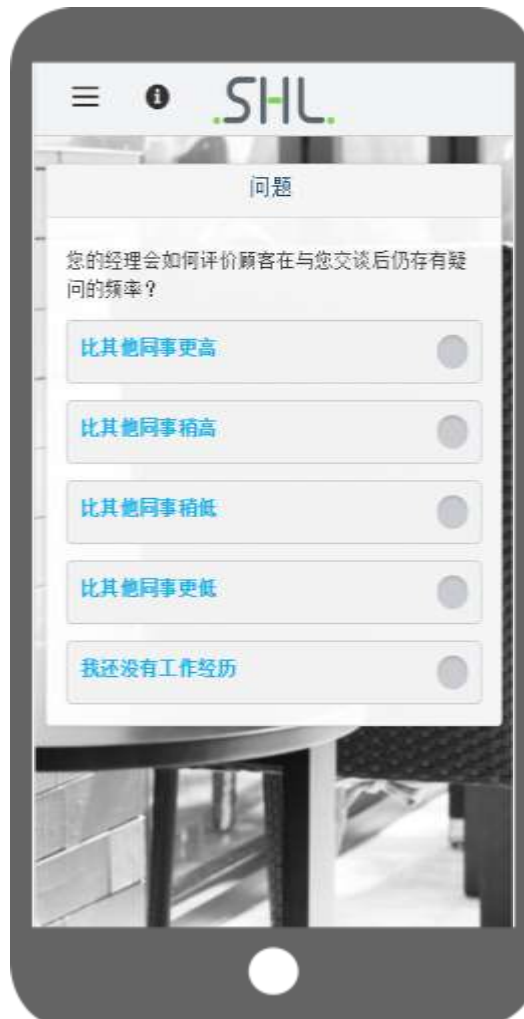 .SHL.
问题
您的经理会如何评价顾客在与您交谈后仍存有疑
问的频率？
比其他同事更高
比其他同事稍高
比其他同事稍低
比其他同事更低
我还没有工作经历